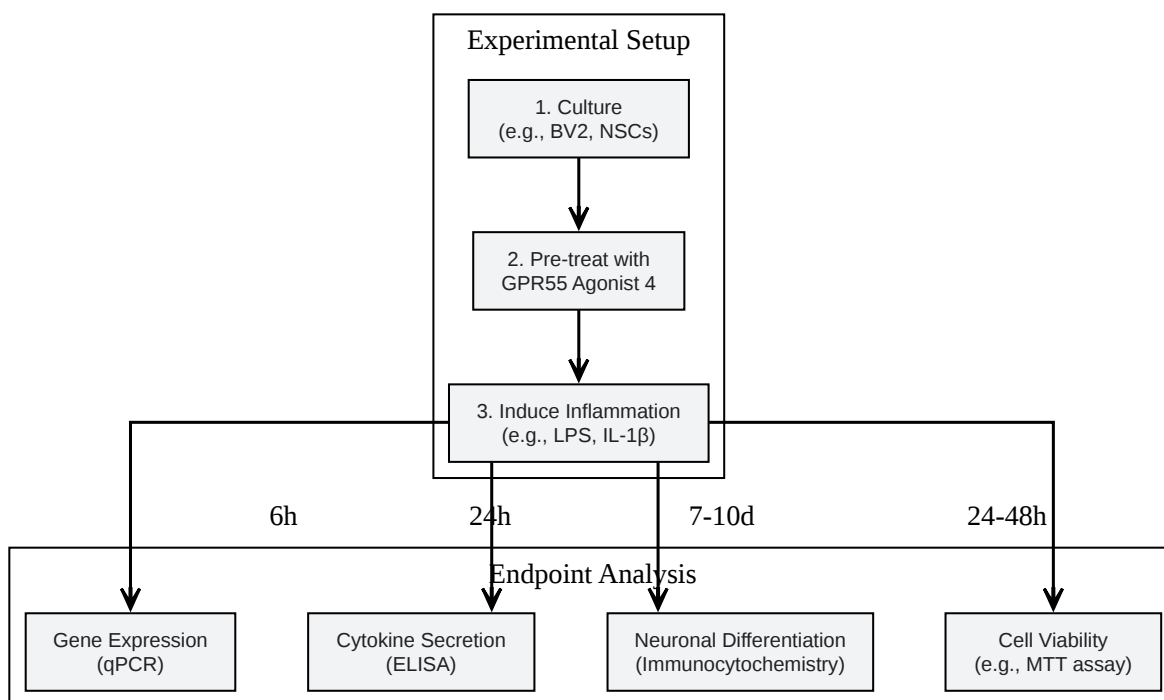 Experimental Setup
1. Culture
(e.g., BV2, NSCs)
2. Pre-treat with
GPR55 Agonist 4
3. Induce Inflammation
(e.g., LPS, IL-1β)
6h
24h
7-10d
24-48h
Endpoint Analysis
Gene Expression
(qPCR)
Cytokine Secretion
(ELISA)
Neuronal Differentiation
(Immunocytochemistry)
Cell Viability
(e.g., MTT assay)